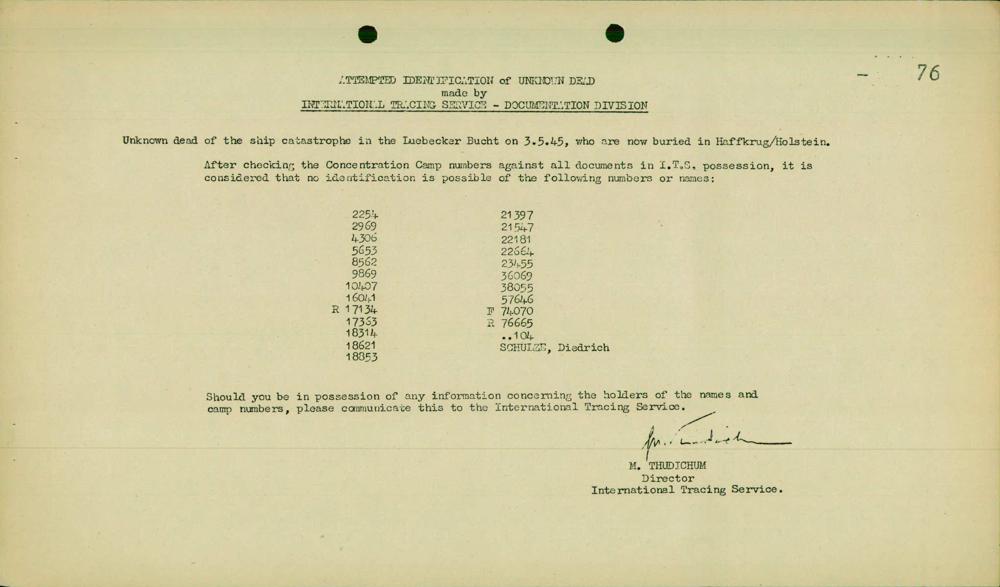 76
ATTEMPTED IDENTIFICATION of UNKNOWN DEAD
made by
INTERNATIONAL TRACING SERVICE - DOCUMENTATION DIVISION
Unknown dead of the ship catastrophe in the Luebecker Bucht on 3.5.45, who are now buried in Haffkrug/Holstein.
After checking the Concentration Camp numbers against all documents in I.T.S. possession, it is
considered that no identification is possible of the following numbers or names:
2254
2969
4306
5653
8562
9869
10407
16041
R 17134
17363
18314
18621
18853
21397
21547
22181
22664
23455
36069
38055
57646
F 74070
R 76665
..104
SCHULZE, Diedrich
Should you be in possession of any information concerning the holders of the names and
camp numbers, please communicate this to the International Tracing Service.
M. THUDICHUM
Director
International Tracing Service.